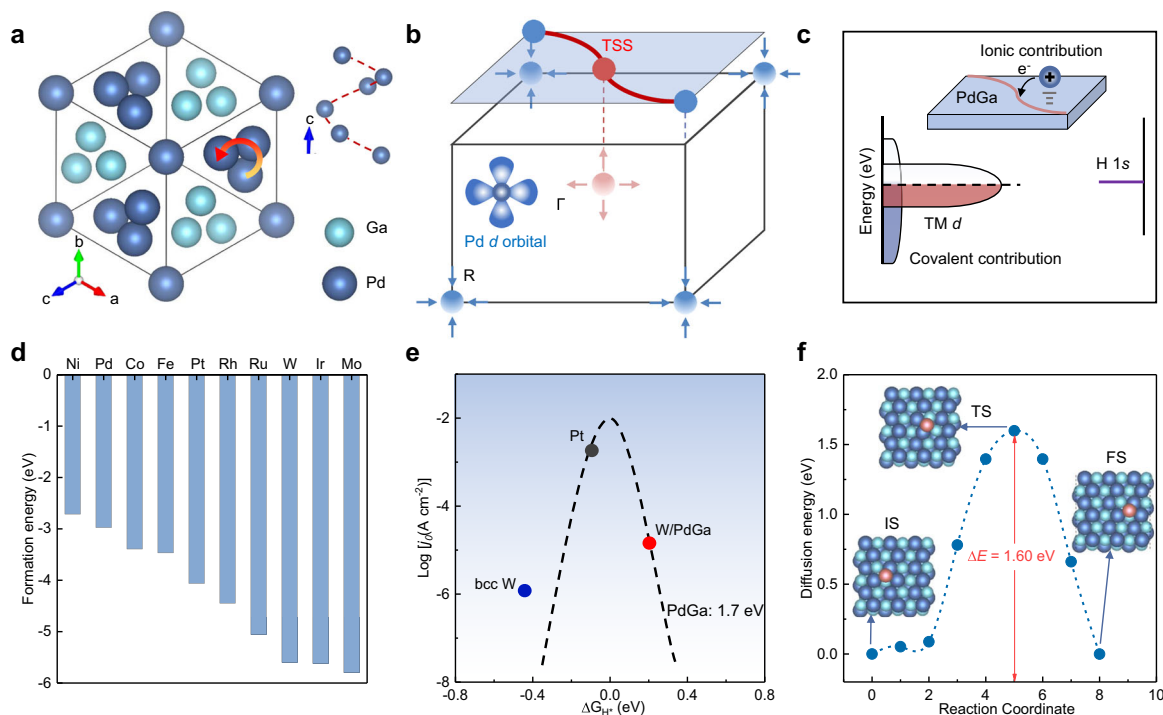 a
c
Ga
Pd
b
c
a
b
TSS
Γ
Pd d orbital
R
c
Ionic contribution
e-
+
PdGa
Energy (eV)
H 1s
TM d
Covalent contribution
d
Ni Pd Co Fe Pt Rh Ru W Ir Mo
0
-1
-2
-3
-4
-5
-6
Formation energy (eV)
e
-2
-4
-6
-8
Log [j₀(A cm⁻²)]
Pt
W/PdGa
bcc W
PdGa: 1.7 eV
-0.8 -0.4 0.0 0.4 0.8
ΔG_H* (eV)
f
2.0
1.5
1.0
0.5
0.0
Diffusion energy (eV)
TS
FS
IS
ΔE = 1.60 eV
0 2 4 6 8 10
Reaction Coordinate